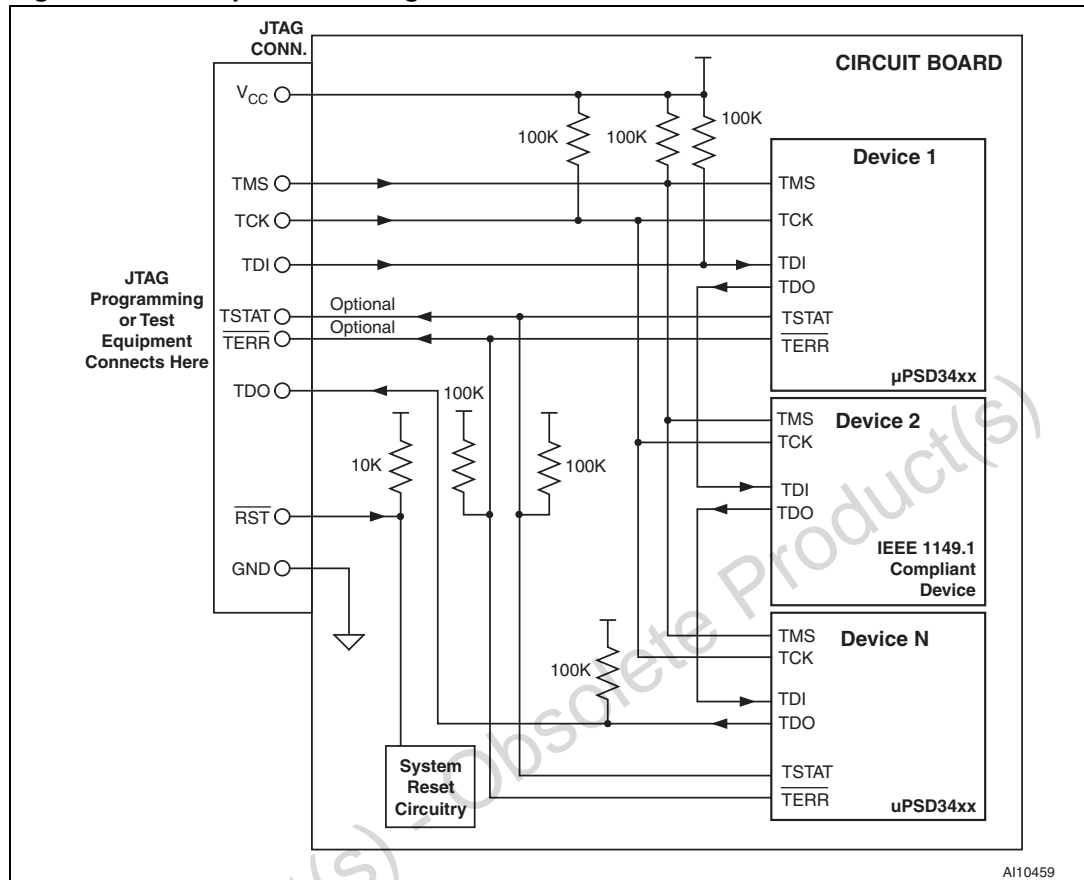 JTAG
CONN.
CIRCUIT BOARD
VCC
100K
100K
100K
Device 1
TMS
TMS
TCK
TCK
TDI
TDI
TDO
JTAG
Programming
or Test
Equipment
Connects Here
TSTAT
Optional
TSTAT
TERR
Optional
TERR
µPSD34xx
TDO
100K
10K
100K
TMS
Device 2
TCK
TDI
TDO
IEEE 1149.1
Compliant
Device
RST
GND
TMS
Device N
TCK
100K
TDI
TDO
System
Reset
Circuitry
TSTAT
TERR
uPSD34xx
AI10459
(s) - Obsolete Product(s)